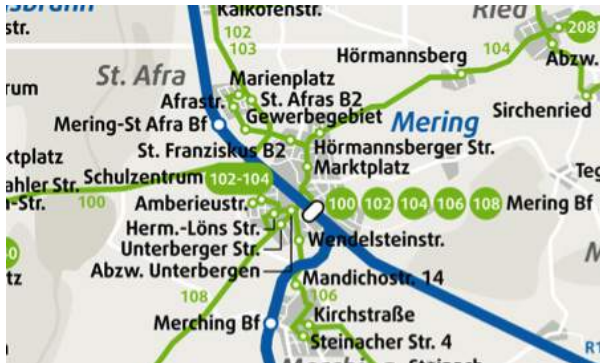 Kalkofenstr.
str.
102
103
Ried
208
Hörmannsberg
104
Abzw.
St. Afra
Marienplatz
St. Afras B2
Afrastr.
Gewerbegebiet
Sirchenried
Mering-St Afra Bf
Mering
St. Franziskus B2
Hörmannsberger Str.
Marktplatz
ktplatz
Schulzentrum
102-104
100
Amberieustr.
100
102
104
106
108
Mering Bf
Herm.-Löns Str.
Unterberger Str.
Wendelsteinstr.
Abzw. Unterbergen
Mandichostr. 14
108
106
Kirchstraße
Merching Bf
Steinacher Str. 4